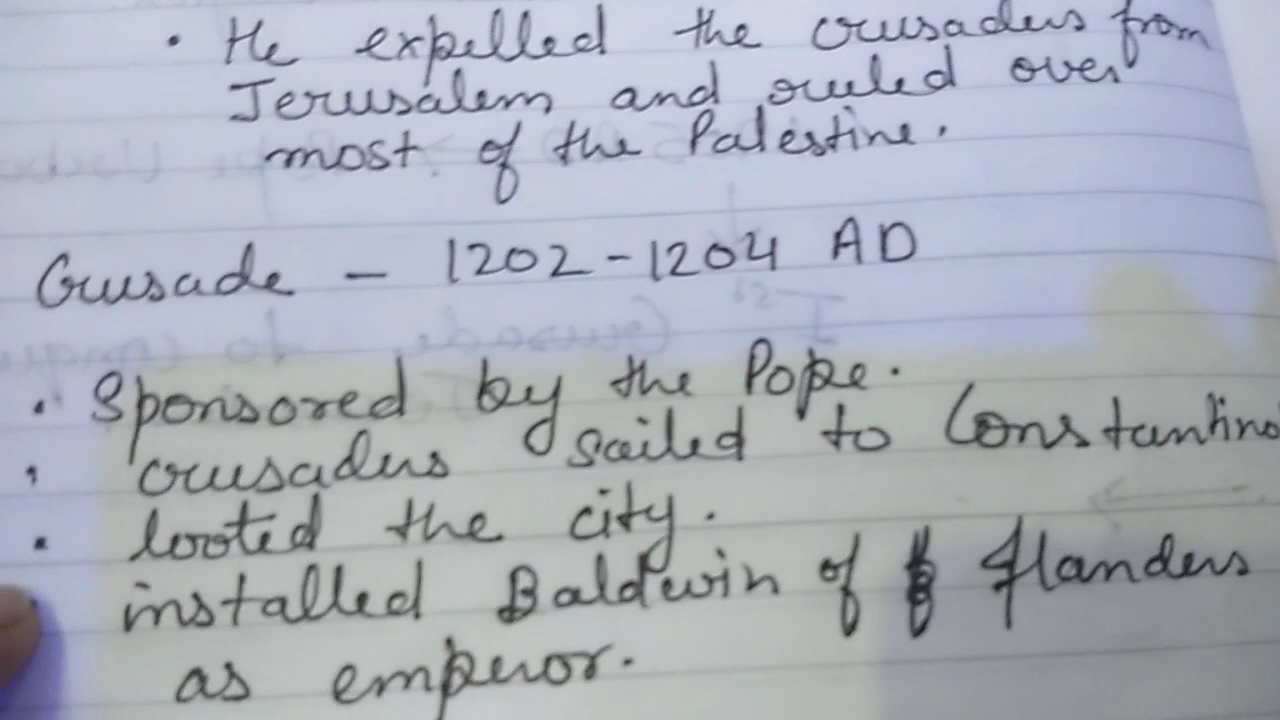 • He expelled the crusaders from
Jerusalem and ruled over
most of the Palestine.
Crusade - 1202-1204 AD
• Sponsored by the Pope.
• crusaders sailed to Constantino
• looted the city.
• installed Baldwin of flanders
as emperor.